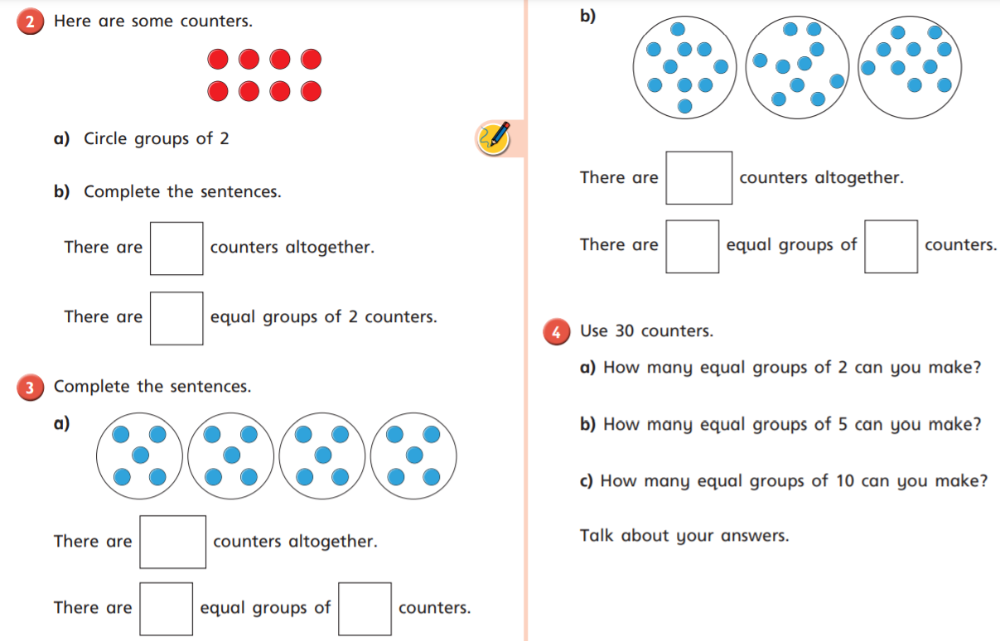 2 Here are some counters.
a) Circle groups of 2
b) Complete the sentences.
There are counters altogether.
There are equal groups of 2 counters.
3 Complete the sentences.
a)
There are counters altogether.
There are equal groups of counters.
b)
There are counters altogether.
There are equal groups of counters.
4 Use 30 counters.
a) How many equal groups of 2 can you make?
b) How many equal groups of 5 can you make?
c) How many equal groups of 10 can you make?
Talk about your answers.